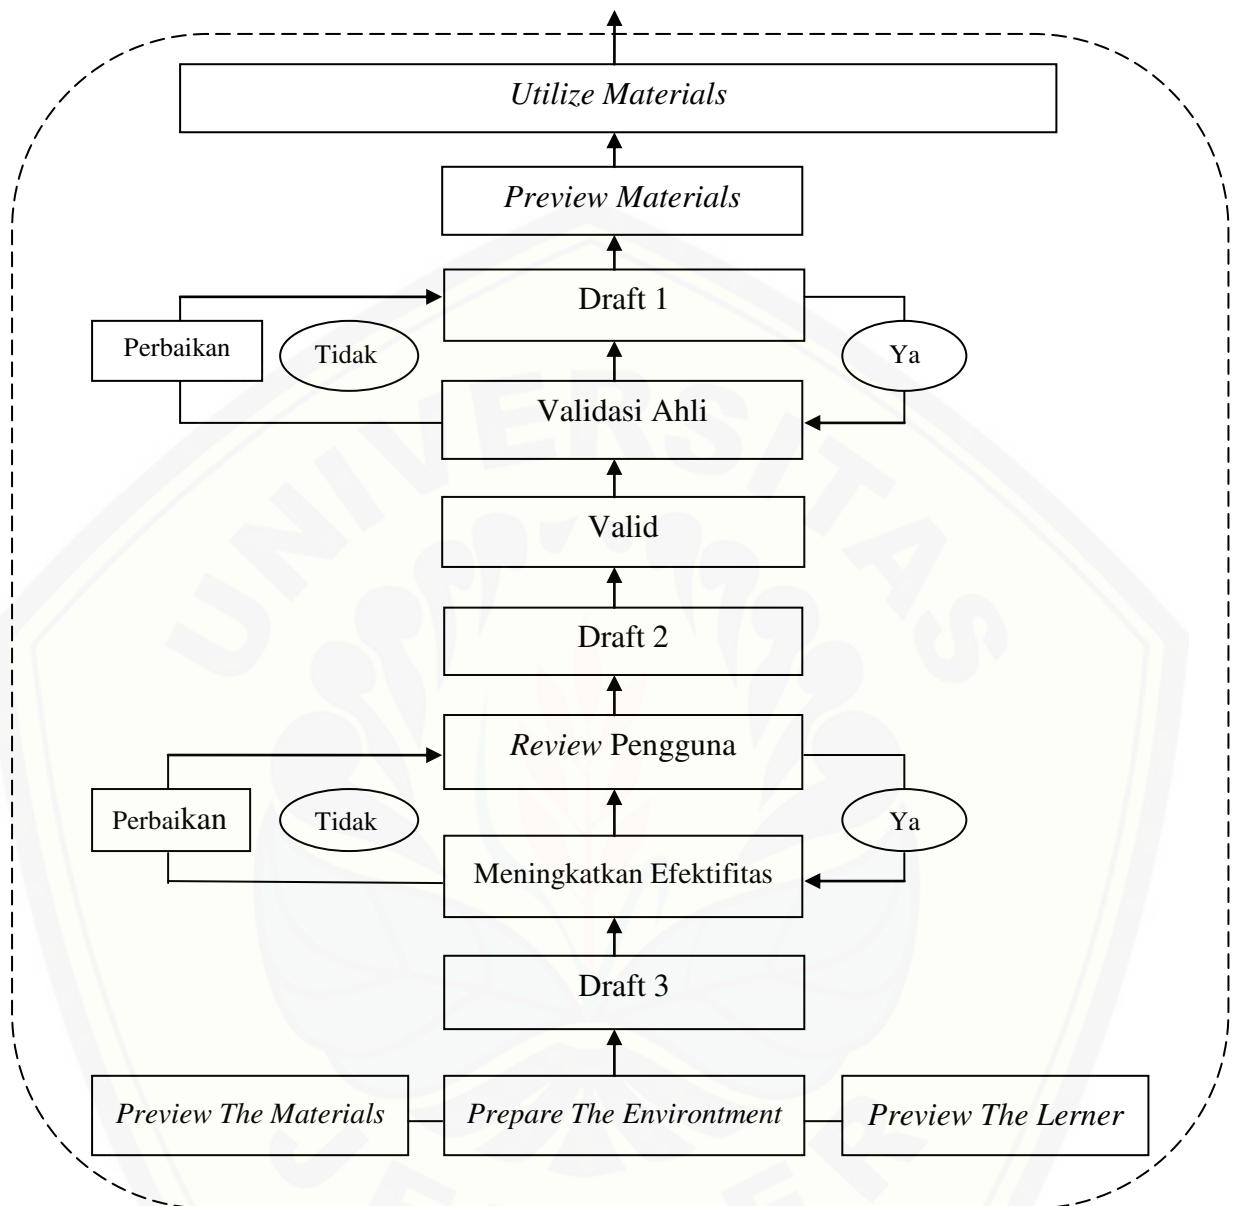 Utilize Materials
Preview Materials
Draft 1
Perbaikan
Tidak
Ya
Validasi Ahli
Valid
Draft 2
Review Pengguna
Perbaikan
Tidak
Ya
Meningkatkan Efektifitas
Draft 3
Preview The Materials
Prepare The Environtment
Preview The Lerner
UNIVERSITAS